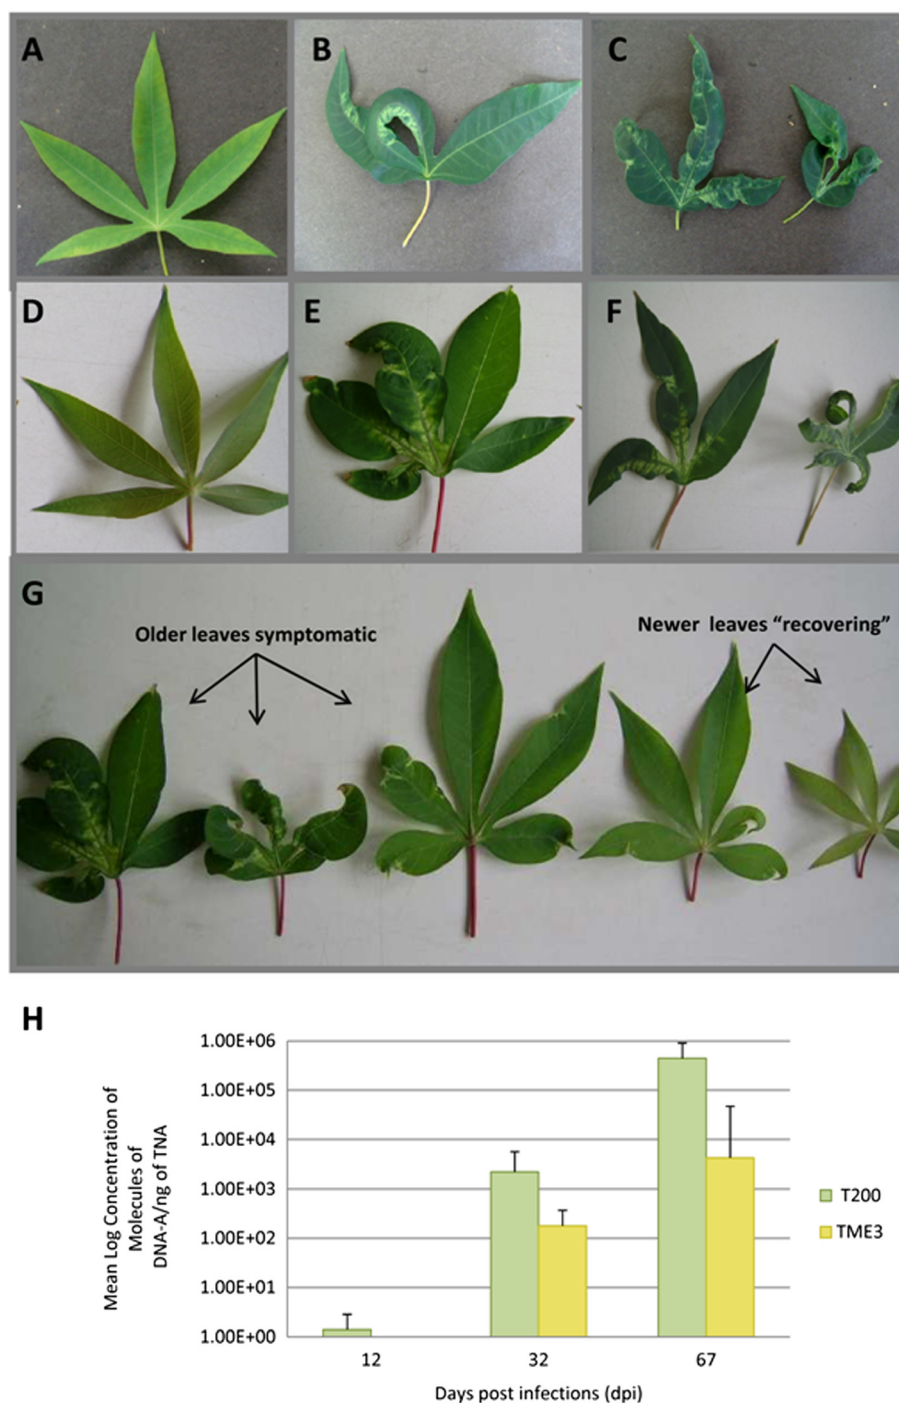 A
B
C
D
E
F
G
Older leaves symptomatic
Newer leaves “recovering”
H
Mean Log Concentration of
Molecules of
DNA-A/ng of TNA
1.00E+06
1.00E+05
1.00E+04
1.00E+03
1.00E+02
1.00E+01
1.00E+00
12
32
67
Days post infections (dpi)
T200
TME3